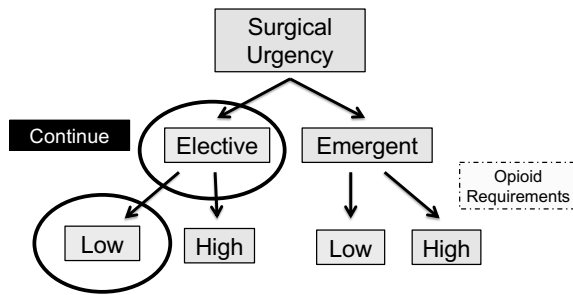 Surgical
Urgency
Continue
Elective
Emergent
Opioid
Requirements
Low
High
Low
High